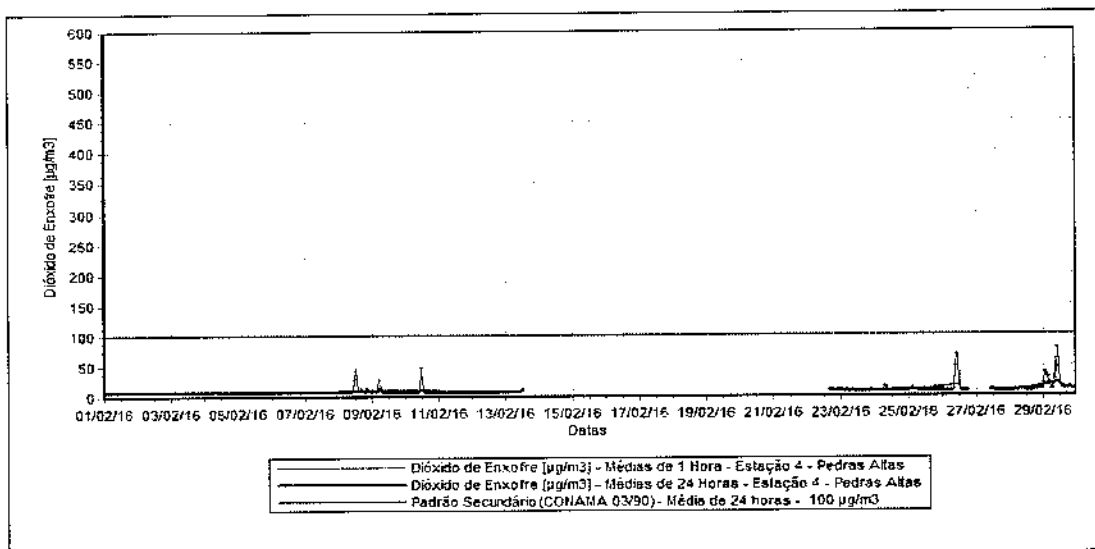 600
550
500
450
400
350
300
250
200
150
100
50
0
Dióxido de Enxofre [µg/m3]
01/02/16 03/02/16 05/02/16 07/02/16 09/02/16 11/02/16 13/02/16 15/02/16 17/02/16 19/02/16 21/02/16 23/02/16 25/02/16 27/02/16 29/02/16
Datas
Dióxido de Enxofre [µg/m3] - Médias de 1 Hora - Estação 4 - Pedras Altas
Dióxido de Enxofre [µg/m3] - Médias de 24 Horas - Estação 4 - Pedras Altas
Padrão Secundário (CONAMA 03/90) - Média de 24 horas - 100 µg/m3